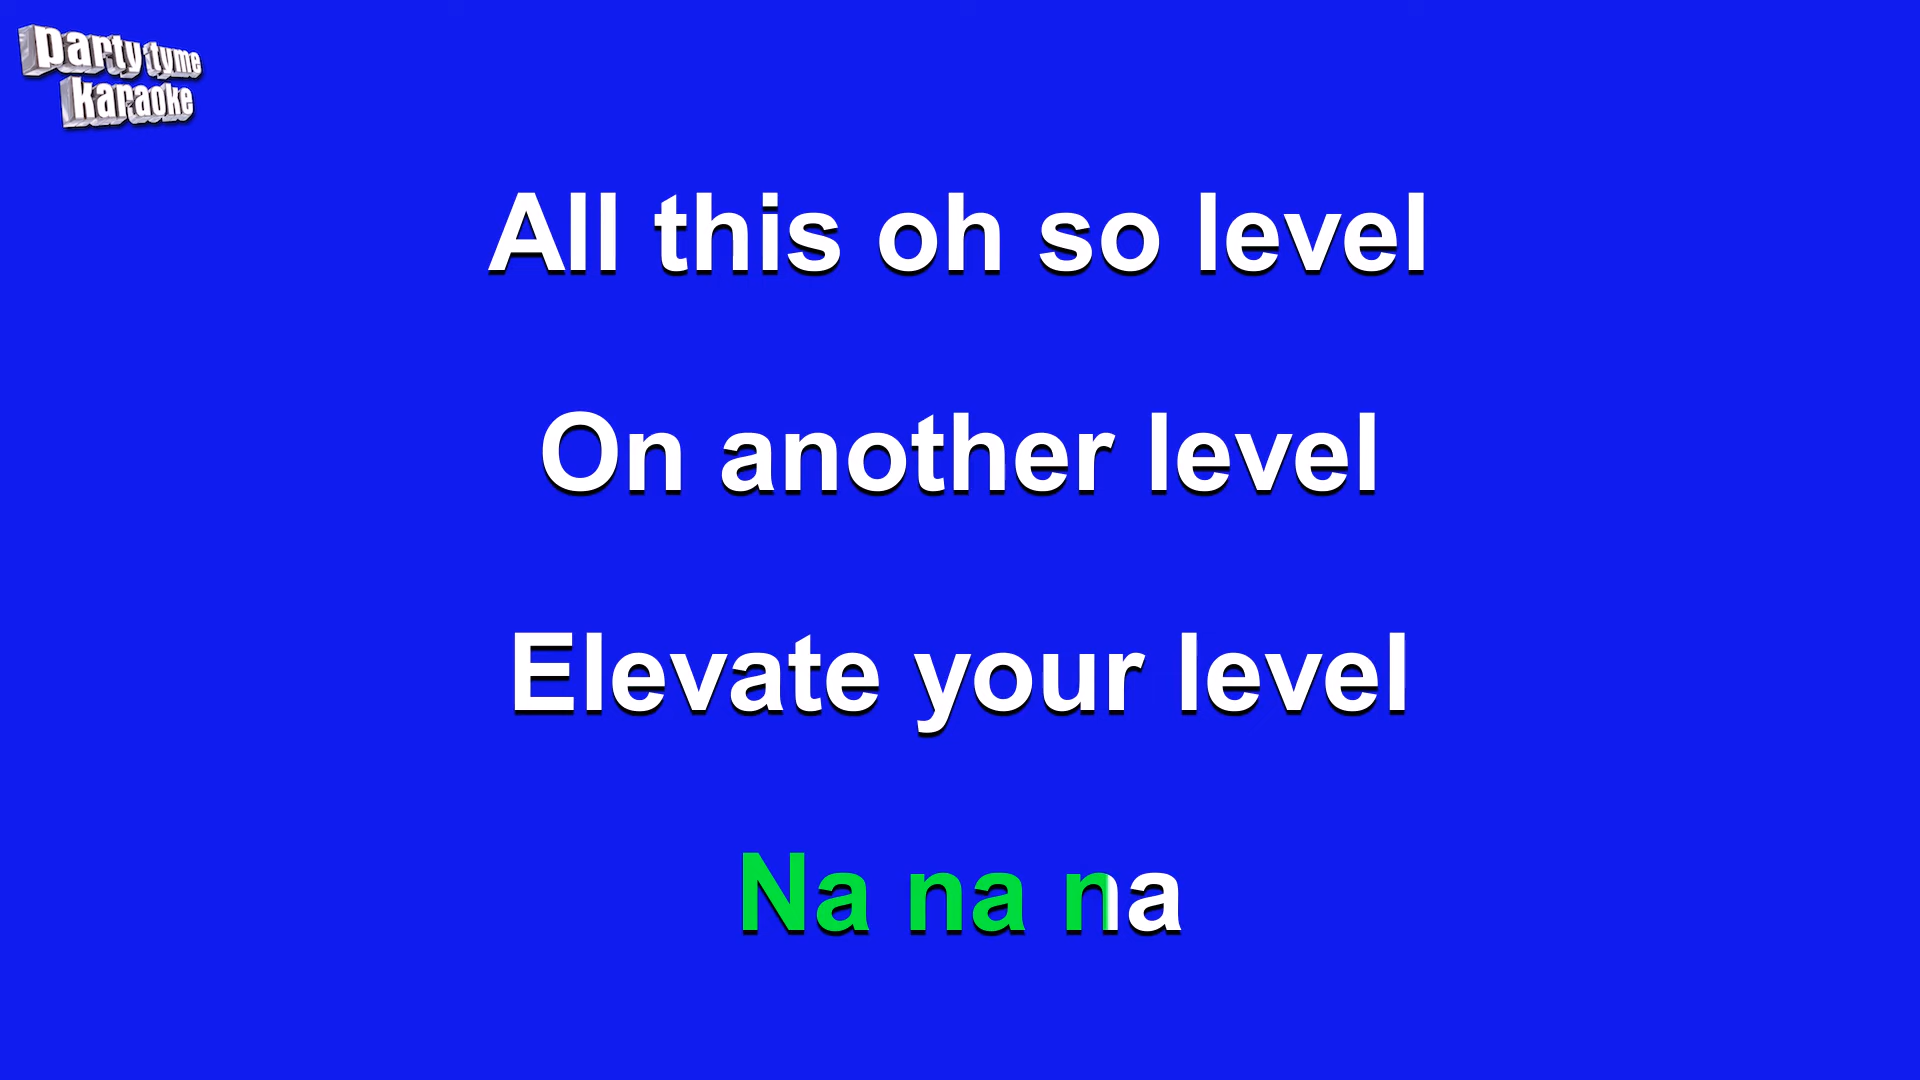 party tyme
karaoke
All this oh so level
On another level
Elevate your level
Na na na